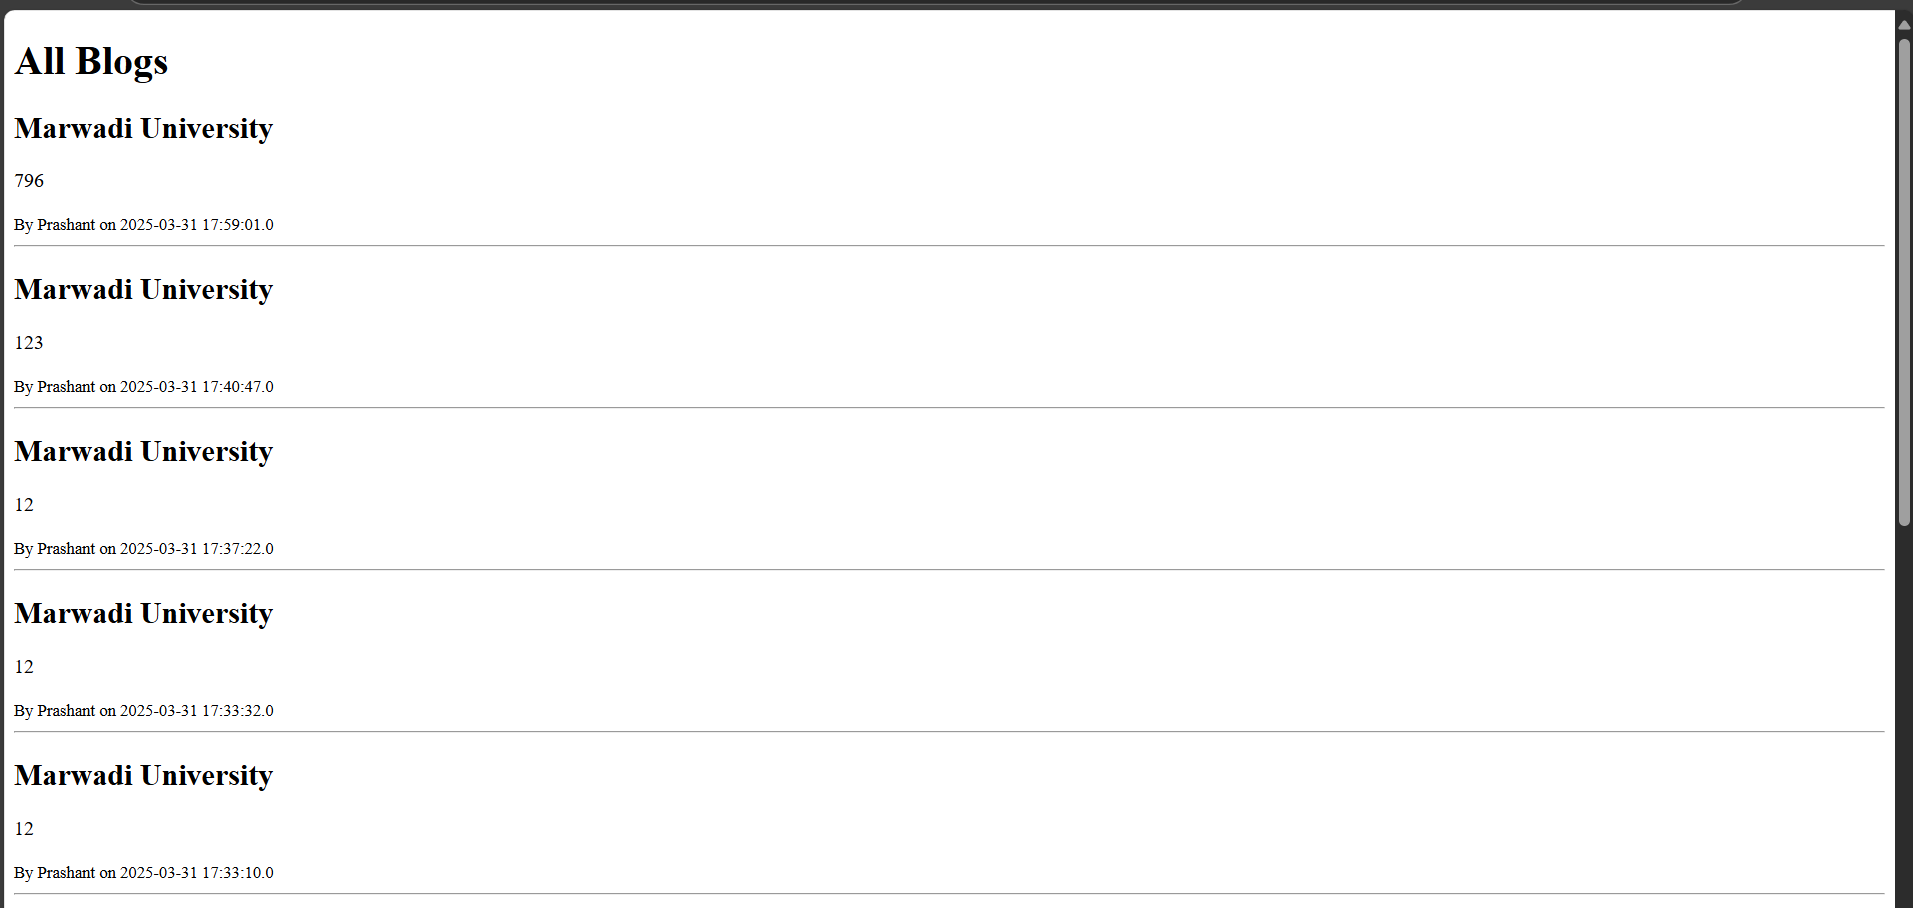 All Blogs
Marwadi University
796
By Prashant on 2025-03-31 17:59:01.0
Marwadi University
123
By Prashant on 2025-03-31 17:40:47.0
Marwadi University
12
By Prashant on 2025-03-31 17:37:22.0
Marwadi University
12
By Prashant on 2025-03-31 17:33:32.0
Marwadi University
12
By Prashant on 2025-03-31 17:33:10.0